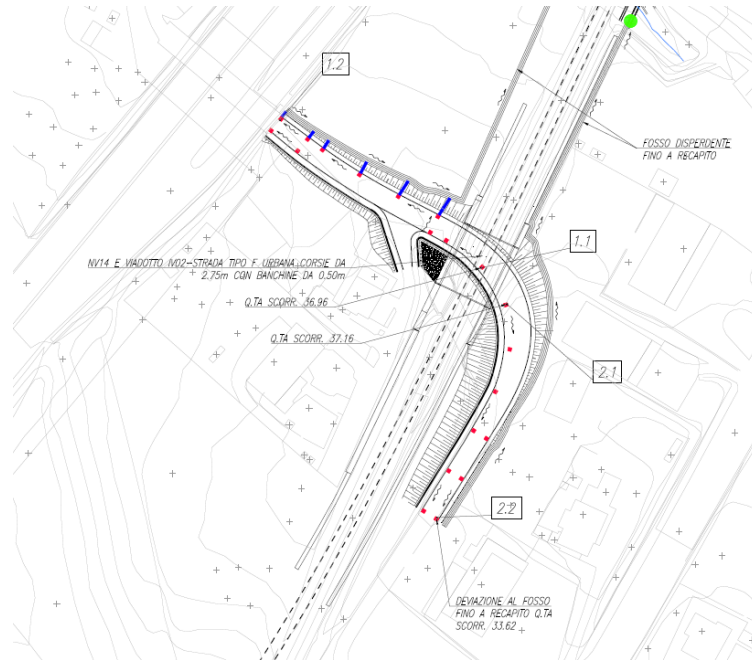 1.2
FOSSO DISPERDENTE
FINO A RECAPITO
1.1
NV14 E VIADOTTO IV02-STRADA TIPO F URBANA CORSIE DA
2.75m CON BANCHINE DA 0.50m
Q.TA SCORR. 36.96
Q.TA SCORR. 37.16
2.1
2.2
DEVIAZIONE AL FOSSO
FINO A RECAPITO Q.TA
SCORR. 33.62